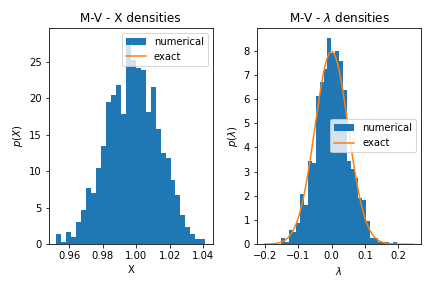 M-V - X densities
numerical
exact
p(X)
25
20
15
10
5
0
0.96
0.98
1.00
1.02
1.04
X
M-V - λ densities
numerical
exact
p(λ)
8
7
6
5
4
3
2
1
0
−0.2
−0.1
0.0
0.1
0.2
λ